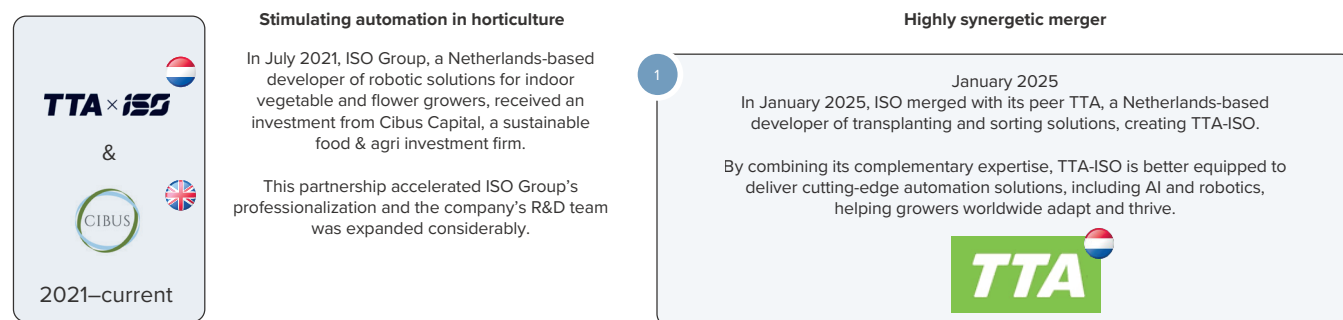 TTA × ISO
&
CIBUS
2021–current
Stimulating automation in horticulture
In July 2021, ISO Group, a Netherlands-based
developer of robotic solutions for indoor
vegetable and flower growers, received an
investment from Cibus Capital, a sustainable
food & agri investment firm.
This partnership accelerated ISO Group’s
professionalization and the company’s R&D team
was expanded considerably.
Highly synergetic merger
1
January 2025
In January 2025, ISO merged with its peer TTA, a Netherlands-based
developer of transplanting and sorting solutions, creating TTA-ISO.
By combining its complementary expertise, TTA-ISO is better equipped to
deliver cutting-edge automation solutions, including AI and robotics,
helping growers worldwide adapt and thrive.
TTA